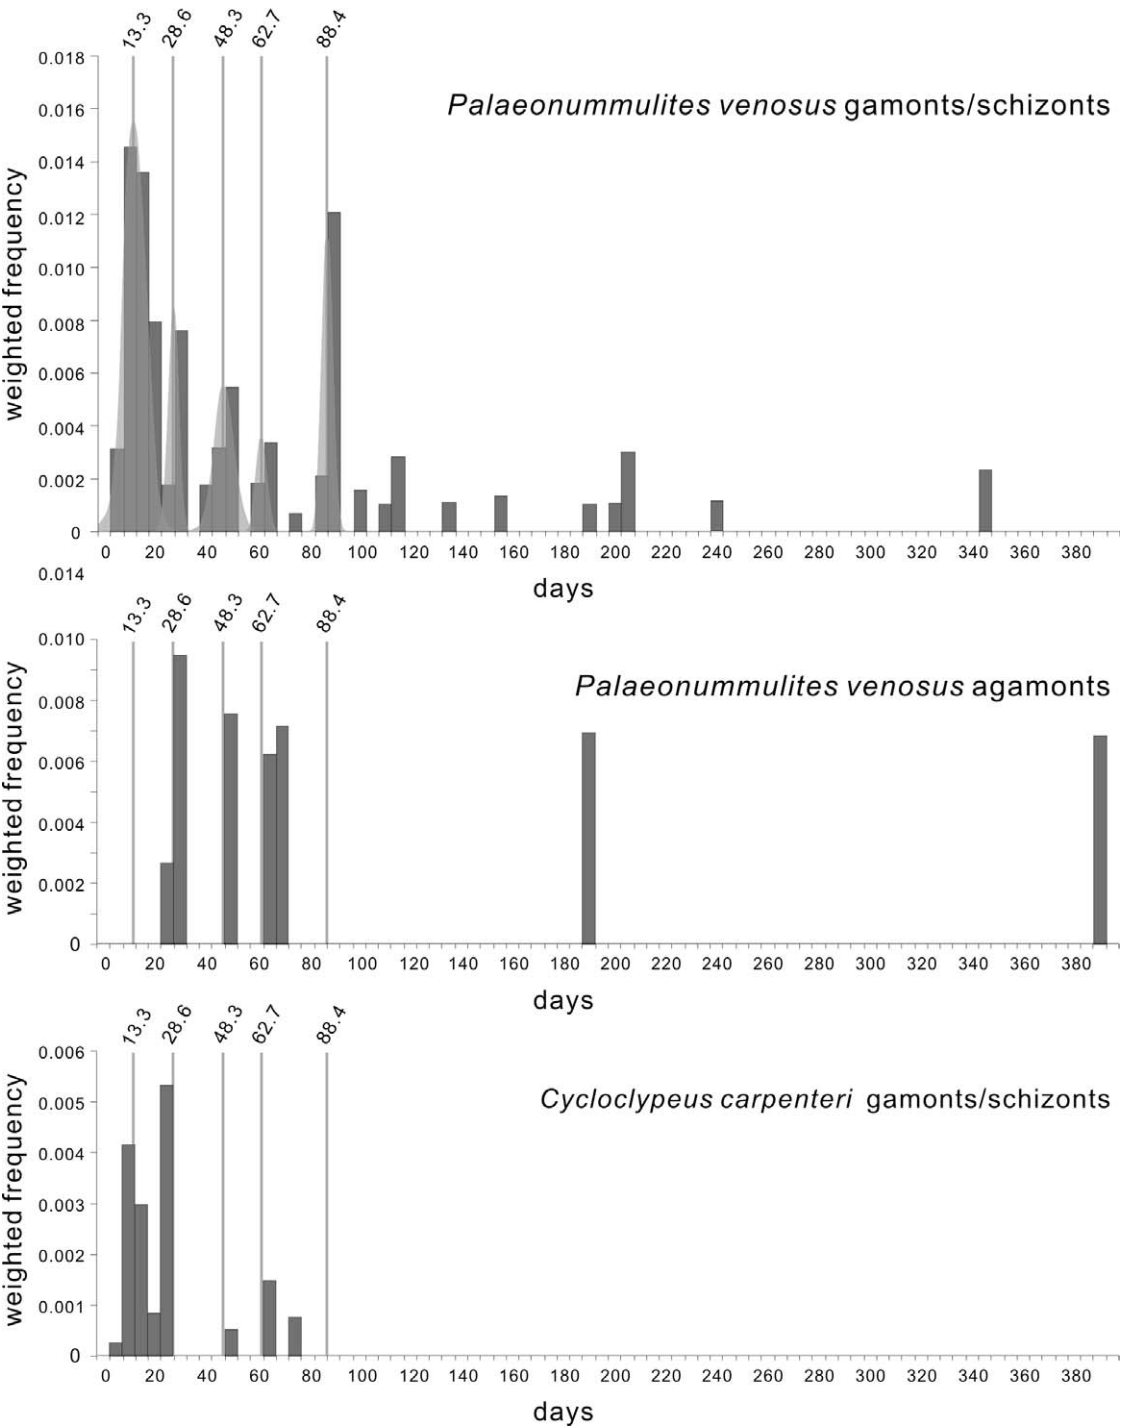 13.3 28.6 48.3 62.7 88.4
0.018
Palaeonummulites venosus gamonts/schizonts
0.016
0.014
0.012
0.010
0.008
0.006
0.004
0.002
0
weighted frequency
0 20 40 60 80 100 120 140 160 180 200 220 240 260 280 300 320 340 360 380
days
0.014
13.3 28.6 48.3 62.7 88.4
0.010
Palaeonummulites venosus agamonts
0.008
0.006
0.004
0.002
0
weighted frequency
0 20 40 60 80 100 120 140 160 180 200 220 240 260 280 300 320 340 360 380
days
13.3 28.6 48.3 62.7 88.4
0.006
Cycloclypeus carpenteri gamonts/schizonts
0.005
0.004
0.003
0.002
0.001
0
weighted frequency
0 20 40 60 80 100 120 140 160 180 200 220 240 260 280 300 320 340 360 380
days